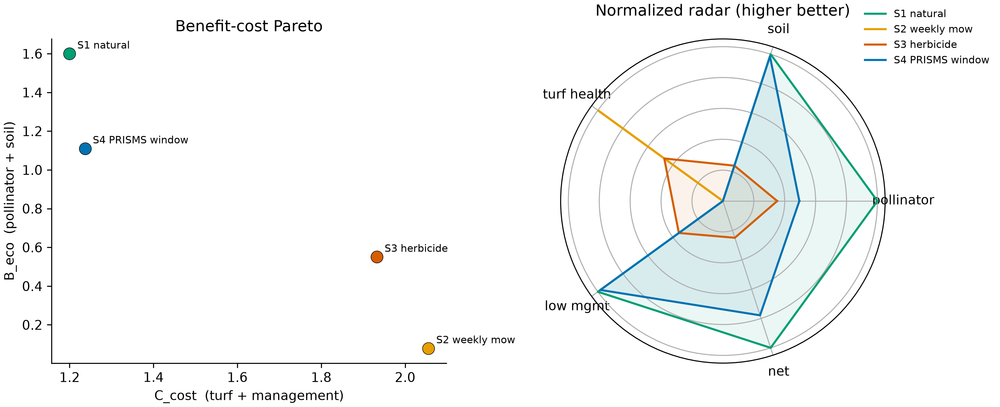 Benefit-cost Pareto
B_eco (pollinator + soil)
1.6
1.4
1.2
1.0
0.8
0.6
0.4
0.2
S1 natural
S4 PRISMS window
S3 herbicide
S2 weekly mow
1.2 1.4 1.6 1.8 2.0
C_cost (turf + management)
Normalized radar (higher better)
soil
turf health
pollinator
low mgmt
net
S1 natural
S2 weekly mow
S3 herbicide
S4 PRISMS window